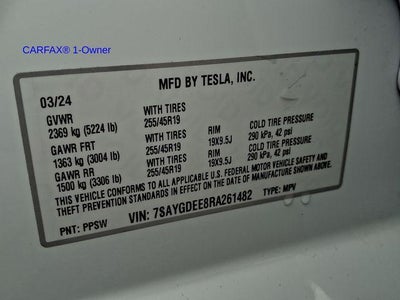 CARFAX® 1-Owner
MFD BY TESLA, INC.
03/24
GVWR WITH TIRES
2369 kg (5224 lb) 255/45R19 RIM COLD TIRE PRESSURE
GAWR FRT WITH TIRES 19X9.5J 290 kPa, 42 psi
1363 kg (3004 lb) 255/45R19 RIM COLD TIRE PRESSURE
GAWR RR WITH TIRES 19X9.5J 290 kPa, 42 psi
1500 kg (3306 lb) 255/45R19
THIS VEHICLE CONFORMS TO ALL APPLICABLE U.S. FEDERAL MOTOR VEHICLE SAFETY AND
THEFT PREVENTION STANDARDS IN EFFECT ON THE DATE OF MANUFACTURE SHOWN ABOVE.
PNT: PPSW VIN: 7SAYGDEE8RA261482 TYPE: MPV